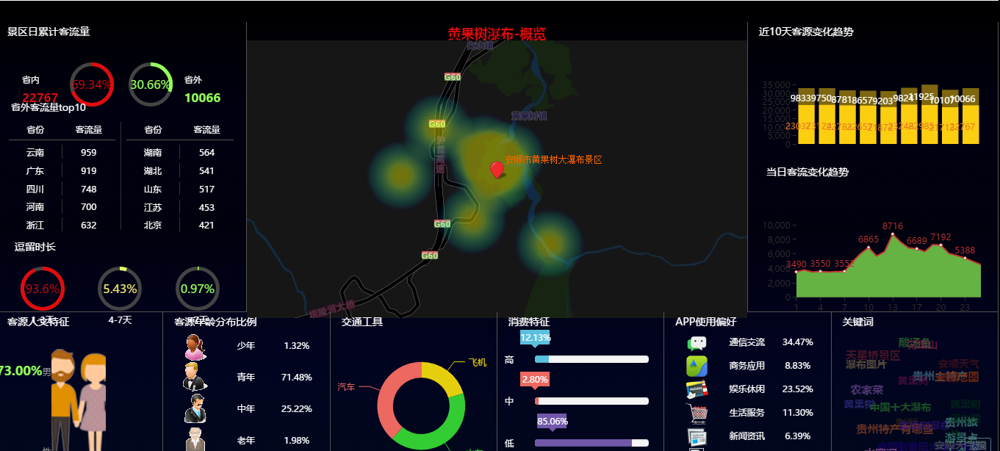 景区日累计客流量
黄果树瀑布-概览
近10天客源变化趋势
省内
22767
69.34%
30.66%
省外
10066
省外客流量top10
省份 客流量 省份 客流量
云南 959 湖南 564
广东 919 湖北 541
四川 748 山东 517
河南 700 江苏 453
浙江 632 北京 421
逗留时长
93.6%
5.43%
0.97%
4-7天
白水镇
G60
黄果树镇
G60
沪昆高速
安顺市黄果树大瀑布景区
G60
G60
坝陵河大桥
35,000
30,000
25,000
20,000
15,000
10,000
5,000
0
9833 9750 8781 8657 9203 9824 11925 10107 10066
22767
当日客流变化趋势
10,000
8,000
6,000
4,000
2,000
0
3490 3550 3552 6865 8716 6689 7192 5388
1 4 7 10 13 17 20 23
73.00%男
客源年龄分布比例
少年 1.32%
青年 71.48%
中年 25.22%
老年 1.98%
交通工具
飞机
汽车
消费特征
12.13%
高
2.80%
中
85.06%
低
APP使用偏好
通信交流 34.47%
商务应用 8.83%
娱乐休闲 23.52%
生活服务 11.30%
新闻资讯 6.39%
关键词
酸汤鱼
天星桥景区
瀑布图片
安顺天气
农家菜
黄果树
中国十大瀑布
黄果树
贵州特产有哪些
贵州旅
游景点